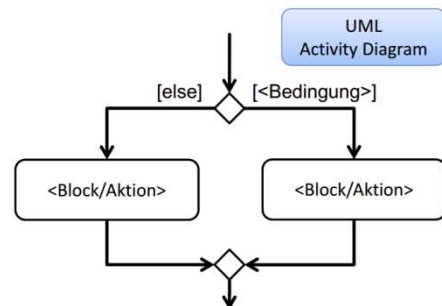 UML
Activity Diagram
[else] [<Bedingung>]
<Block/Aktion> <Block/Aktion>